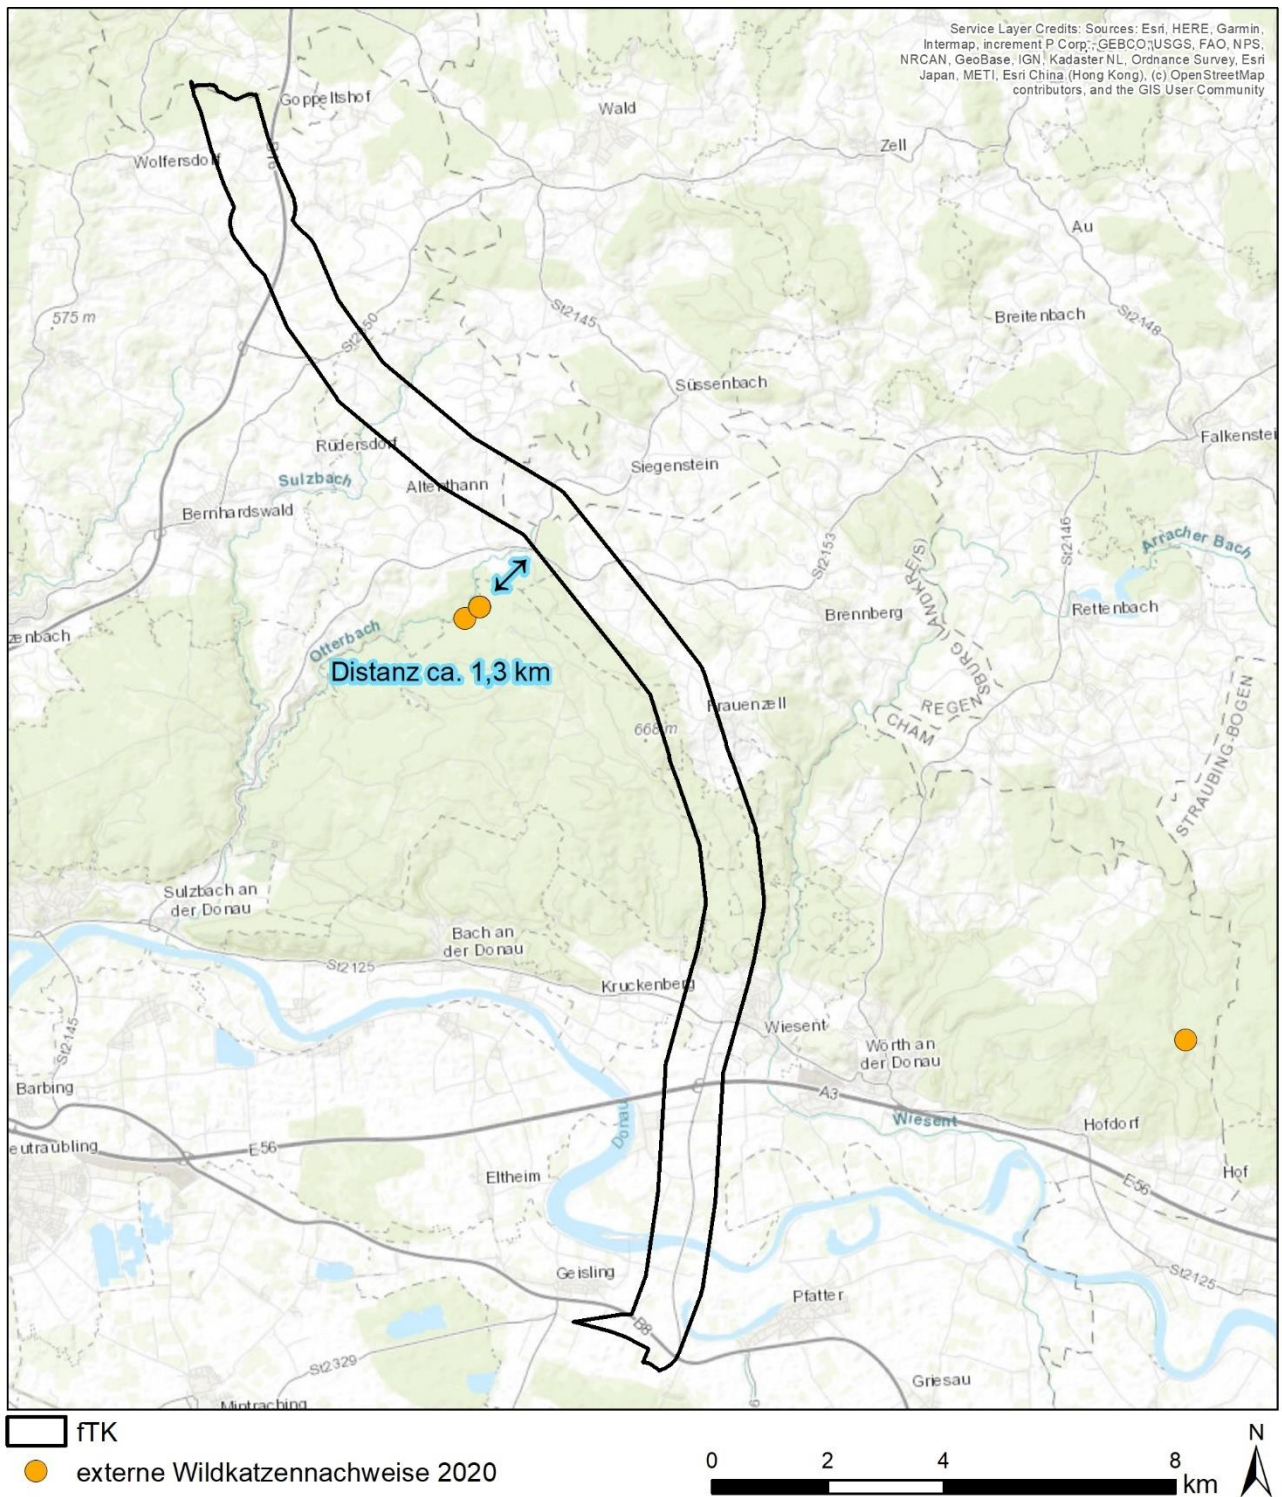 Service Layer Credits: Sources: Esri, HERE, Garmin,
Intermap, increment P Corp., GEBCO, USGS, FAO, NPS,
NRCAN, GeoBase, IGN, Kadaster NL, Ordnance Survey, Esri
Japan, METI, Esri China (Hong Kong), (c) OpenStreetMap
contributors, and the GIS User Community
Goppeltshof
Wald
Zell
Wolfersdorf
Au
575 m
St2145
St2150
Breitenbach
St2148
Süssenbach
Rüdersdorf
Falkenstei
Siegenstein
Sulzbach
Altenthann
Bernhardswald
St2153
St2146
Arracher Bach
Brennberg
Rettenbach
zenbach
Otterbach
Distanz ca. 1,3 km
REGENSBURG (LANDKREIS)
CHAM
STRAUBING-BOGEN
Frauenzell
668 m
Sulzbach an
der Donau
Bach an
der Donau
St2125
Kruckenberg
Wiesent
Wörth an
der Donau
St2145
Barbing
A3
Donau
Wiesent
Hofdorf
eutraubling
E56
Eltheim
Hof
E56
Geisling
St2125
Pfatter
B8
St2329
Griesau
Mintraching
fTK
externe Wildkatzennachweise 2020
0 2 4 8
km
N